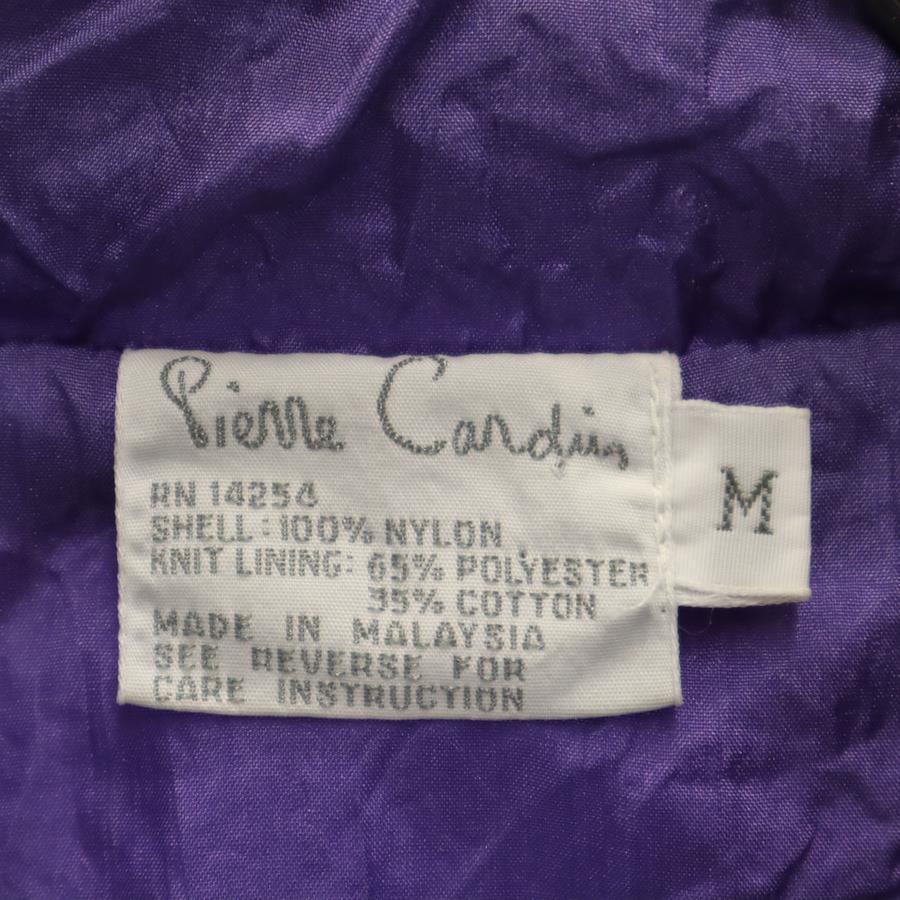 Pierre Cardin
RN 14254
SHELL: 100% NYLON
KNIT LINING: 65% POLYESTER
35% COTTON
MADE IN MALAYSIA
SEE REVERSE FOR
CARE INSTRUCTION
M